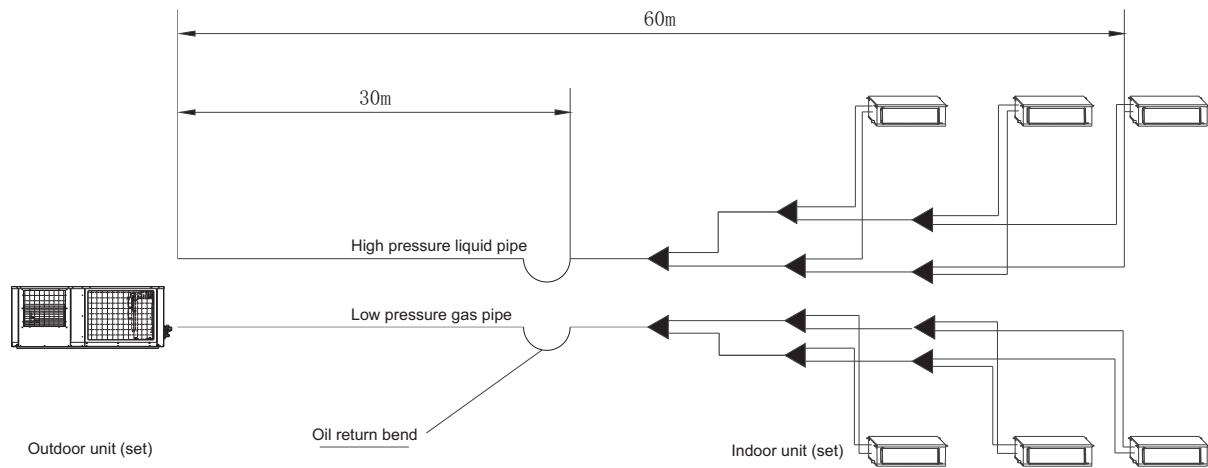 60m
30m
High pressure liquid pipe
Low pressure gas pipe
Oil return bend
Outdoor unit (set)
Indoor unit (set)